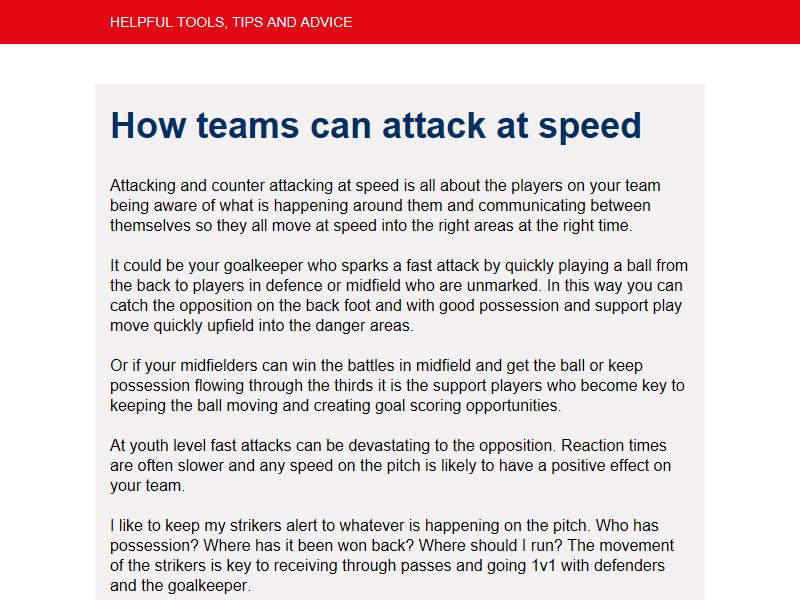 HELPFUL TOOLS, TIPS AND ADVICE
How teams can attack at speed
Attacking and counter attacking at speed is all about the players on your team
being aware of what is happening around them and communicating between
themselves so they all move at speed into the right areas at the right time.
It could be your goalkeeper who sparks a fast attack by quickly playing a ball from
the back to players in defence or midfield who are unmarked. In this way you can
catch the opposition on the back foot and with good possession and support play
move quickly upfield into the danger areas.
Or if your midfielders can win the battles in midfield and get the ball or keep
possession flowing through the thirds it is the support players who become key to
keeping the ball moving and creating goal scoring opportunities.
At youth level fast attacks can be devastating to the opposition. Reaction times
are often slower and any speed on the pitch is likely to have a positive effect on
your team.
I like to keep my strikers alert to whatever is happening on the pitch. Who has
possession? Where has it been won back? Where should I run? The movement
of the strikers is key to receiving through passes and going 1v1 with defenders
and the goalkeeper.